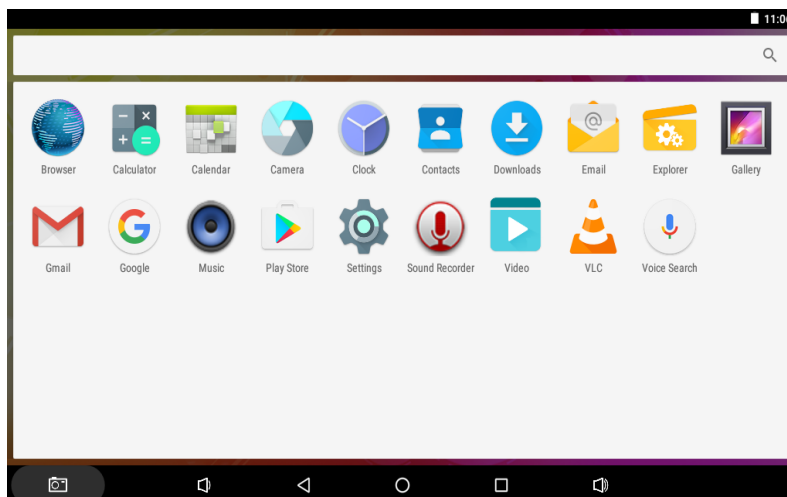 11:06
Browser Calculator Calendar Camera Clock Contacts Downloads Email Explorer Gallery
Gmail Google Music Play Store Settings Sound Recorder Video VLC Voice Search